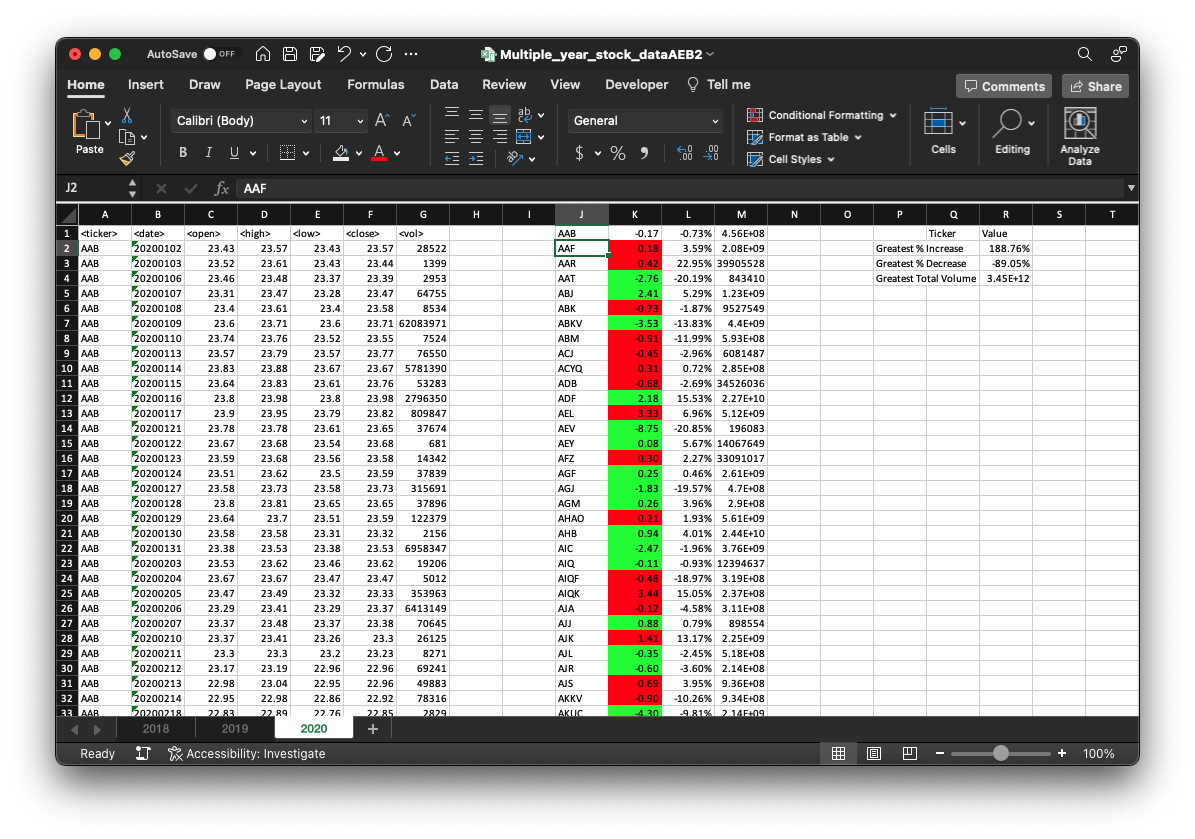 AutoSave OFF Multiple_year_stock_dataAEB2
Home Insert Draw Page Layout Formulas Data Review View Developer Tell me Comments Share
Paste Calibri (Body) 11 A A General Conditional Formatting Format as Table Cell Styles Cells Editing Analyze Data
B I U A ab $ % 9
J2 fx AAF
A B C D E F G H I J K L M N O P Q R S T
1 <ticker> <date> <open> <high> <low> <close> <vol> AAB -0.17 -0.73% 4.56E+08 Ticker Value
2 AAB 20200102 23.43 23.57 23.43 23.57 28522 AAF 0.18 3.59% 2.08E+09 Greatest % Increase 188.76%
3 AAB 20200103 23.52 23.61 23.43 23.44 1399 AAR 0.42 22.95% 39905528 Greatest % Decrease -89.05%
4 AAB 20200106 23.46 23.48 23.37 23.39 2953 AAT -2.76 -20.19% 843410 Greatest Total Volume 3.45E+12
5 AAB 20200107 23.31 23.47 23.28 23.47 64755 ABJ 2.41 5.29% 1.23E+09
6 AAB 20200108 23.4 23.61 23.4 23.58 8534 ABK -0.73 -1.87% 9527549
7 AAB 20200109 23.6 23.71 23.6 23.71 62083971 ABKV -3.53 -13.83% 4.4E+09
8 AAB 20200110 23.74 23.76 23.52 23.55 7524 ABM -0.91 -11.99% 5.93E+08
9 AAB 20200113 23.57 23.79 23.57 23.77 76550 ACJ -0.45 -2.96% 6081487
10 AAB 20200114 23.83 23.88 23.67 23.67 5781390 ACYQ 0.31 0.72% 2.85E+08
11 AAB 20200115 23.64 23.83 23.61 23.76 53283 ADB -0.68 -2.69% 34526036
12 AAB 20200116 23.8 23.98 23.8 23.98 2796350 ADF 2.18 15.53% 2.27E+10
13 AAB 20200117 23.9 23.95 23.79 23.82 809847 AEL 3.33 6.96% 5.12E+09
14 AAB 20200121 23.78 23.78 23.61 23.65 37674 AEV -8.75 -20.85% 196083
15 AAB 20200122 23.67 23.68 23.54 23.68 681 AEY 0.08 5.67% 14067649
16 AAB 20200123 23.59 23.68 23.56 23.58 14342 AFZ 0.30 2.27% 33091017
17 AAB 20200124 23.51 23.62 23.5 23.59 37839 AGF 0.25 0.46% 2.61E+09
18 AAB 20200127 23.58 23.73 23.58 23.73 315691 AGJ -1.83 -19.57% 4.7E+08
19 AAB 20200128 23.8 23.81 23.65 23.65 37896 AGM 0.26 3.96% 2.9E+08
20 AAB 20200129 23.64 23.7 23.51 23.59 122379 AHAO 0.21 1.93% 5.61E+09
21 AAB 20200130 23.58 23.58 23.31 23.32 2156 AHB 0.94 4.01% 2.44E+10
22 AAB 20200131 23.38 23.53 23.38 23.53 6958347 AIC -2.47 -1.96% 3.76E+09
23 AAB 20200203 23.53 23.62 23.46 23.62 19206 AIQ -0.11 -0.93% 12394637
24 AAB 20200204 23.67 23.67 23.47 23.47 5012 AIQF -0.48 -18.97% 3.19E+08
25 AAB 20200205 23.47 23.49 23.32 23.33 353963 AIQK 3.44 15.05% 2.37E+08
26 AAB 20200206 23.29 23.41 23.29 23.37 6413149 AJA -0.12 -4.58% 3.11E+08
27 AAB 20200207 23.37 23.48 23.37 23.38 70645 AJJ 0.88 0.79% 898554
28 AAB 20200210 23.37 23.41 23.26 23.3 26125 AJK 1.41 13.17% 2.25E+09
29 AAB 20200211 23.3 23.3 23.2 23.23 8271 AJL -0.35 -2.45% 5.18E+08
30 AAB 20200212 23.17 23.19 22.96 22.96 69241 AJR -0.60 -3.60% 2.14E+08
31 AAB 20200213 22.98 23.04 22.95 22.96 49883 AJS 0.69 3.95% 9.36E+08
32 AAB 20200214 22.95 22.98 22.86 22.92 78316 AKKV -0.90 -10.26% 9.34E+08
33 AAB 20200218 22.83 22.89 22.76 22.85 2829 AKUC -4.30 -9.81% 2.14E+09
2018 2019 2020 +
Ready Accessibility: Investigate 100%